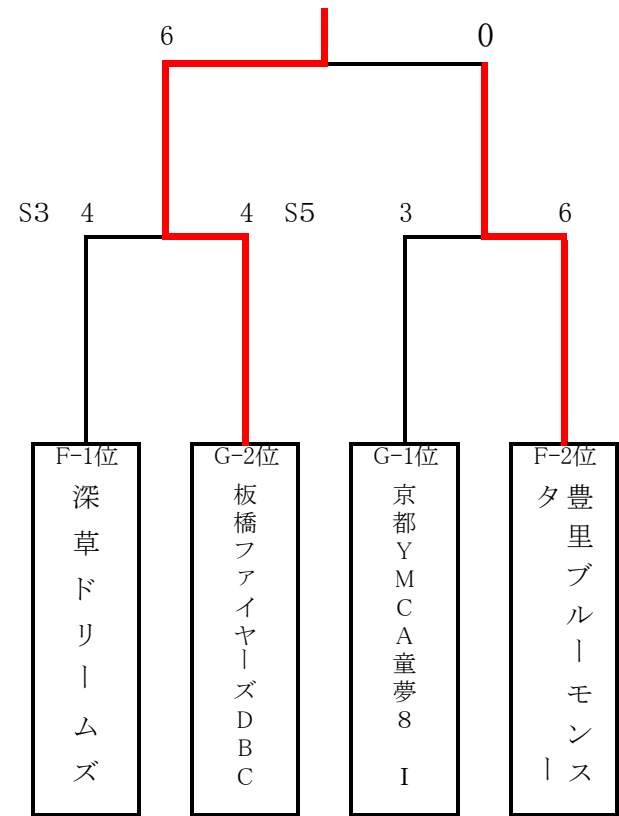 6 0
S3 4 4 S5 3 6
F-1位 G-2位 G-1位 F-2位
深草ドリームズ
板橋ファイヤーズDBC
京都YMCA童夢8 I
豊里ブルーモンス
ター